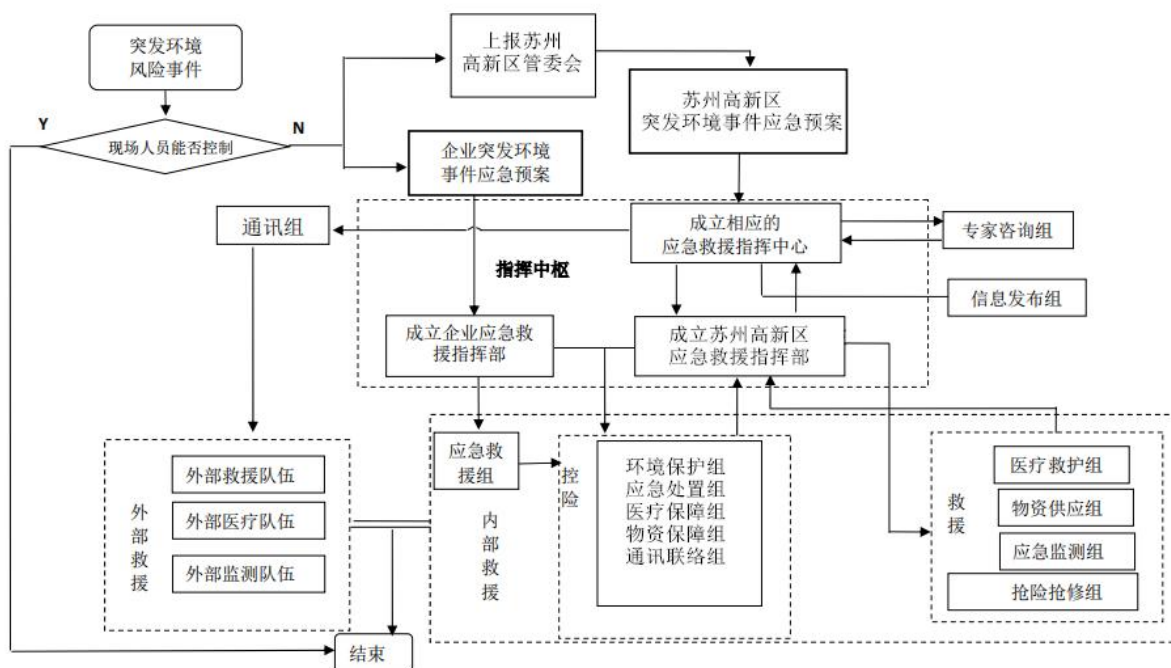 突发环境
风险事件
上报苏州
高新区管委会
苏州高新区
突发环境事件应急预案
Y
N
现场人员能否控制
企业突发环境
事件应急预案
通讯组
成立相应的
应急救援指挥中心
专家咨询组
指挥中枢
信息发布组
成立企业应急救
援指挥部
成立苏州高新区
应急救援指挥部
外部救援
外部救援队伍
外部医疗队伍
外部监测队伍
应急救
援组
内部救援
控险
环境保护组
应急处置组
医疗保障组
物资保障组
通讯联络组
救援
医疗救护组
物资供应组
应急监测组
抢险抢修组
结束